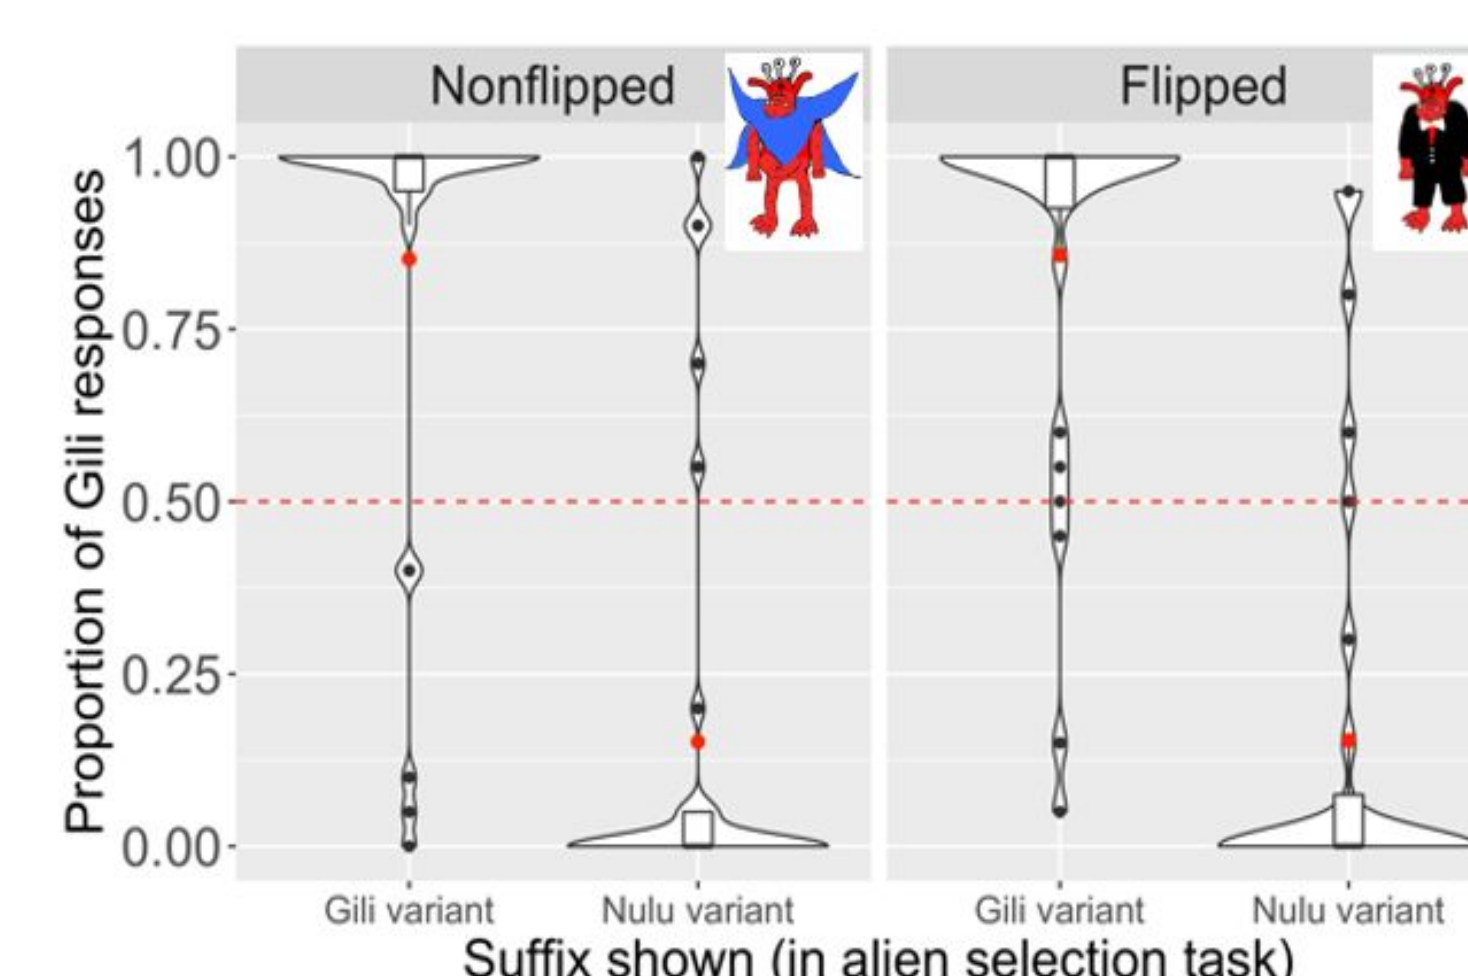 Nonflipped
Flipped
Proportion of Gili responses
1.00
0.75
0.50
0.25
0.00
Gili variant
Nulu variant
Gili variant
Nulu variant
Suffix shown (in alien selection task)